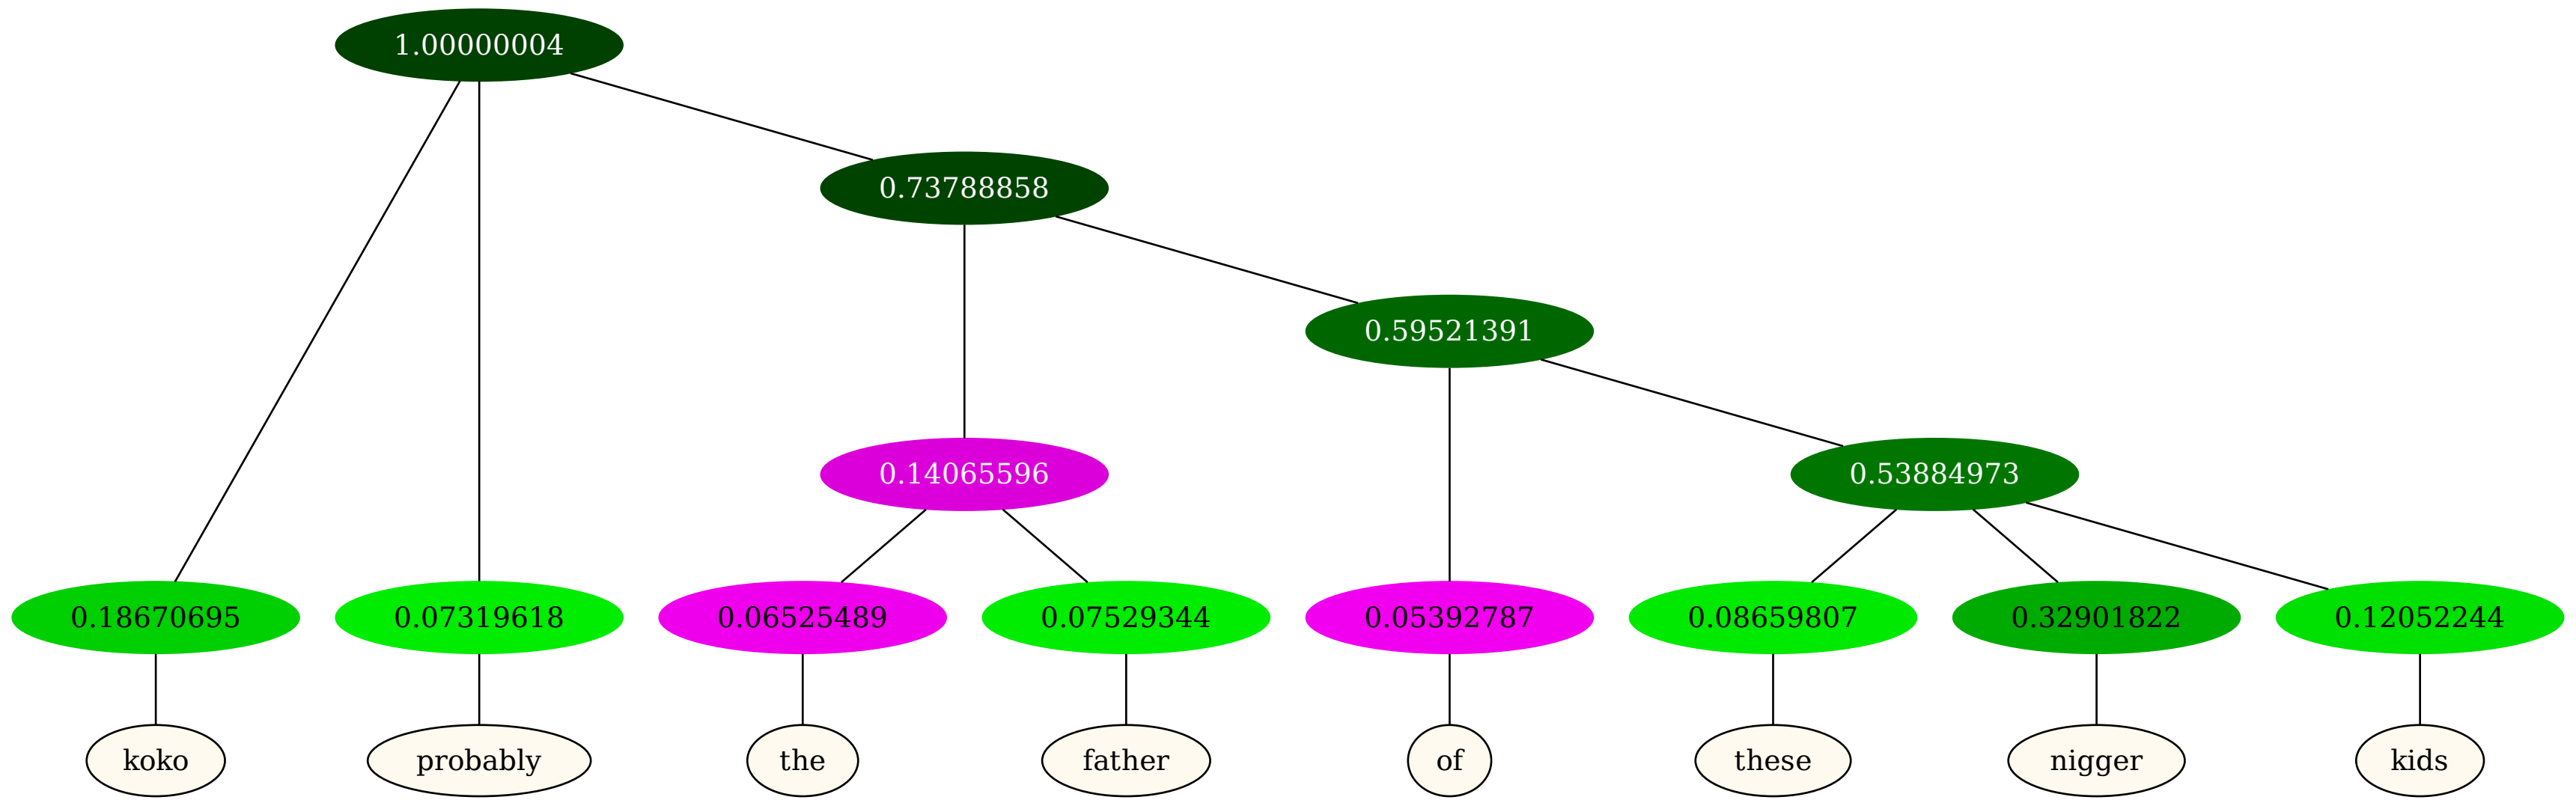 1.00000004
0.73788858
0.59521391
0.14065596 0.53884973
0.18670695 0.07319618 0.06525489 0.07529344 0.05392787 0.08659807 0.32901822 0.12052244
koko probably the father of these nigger kids